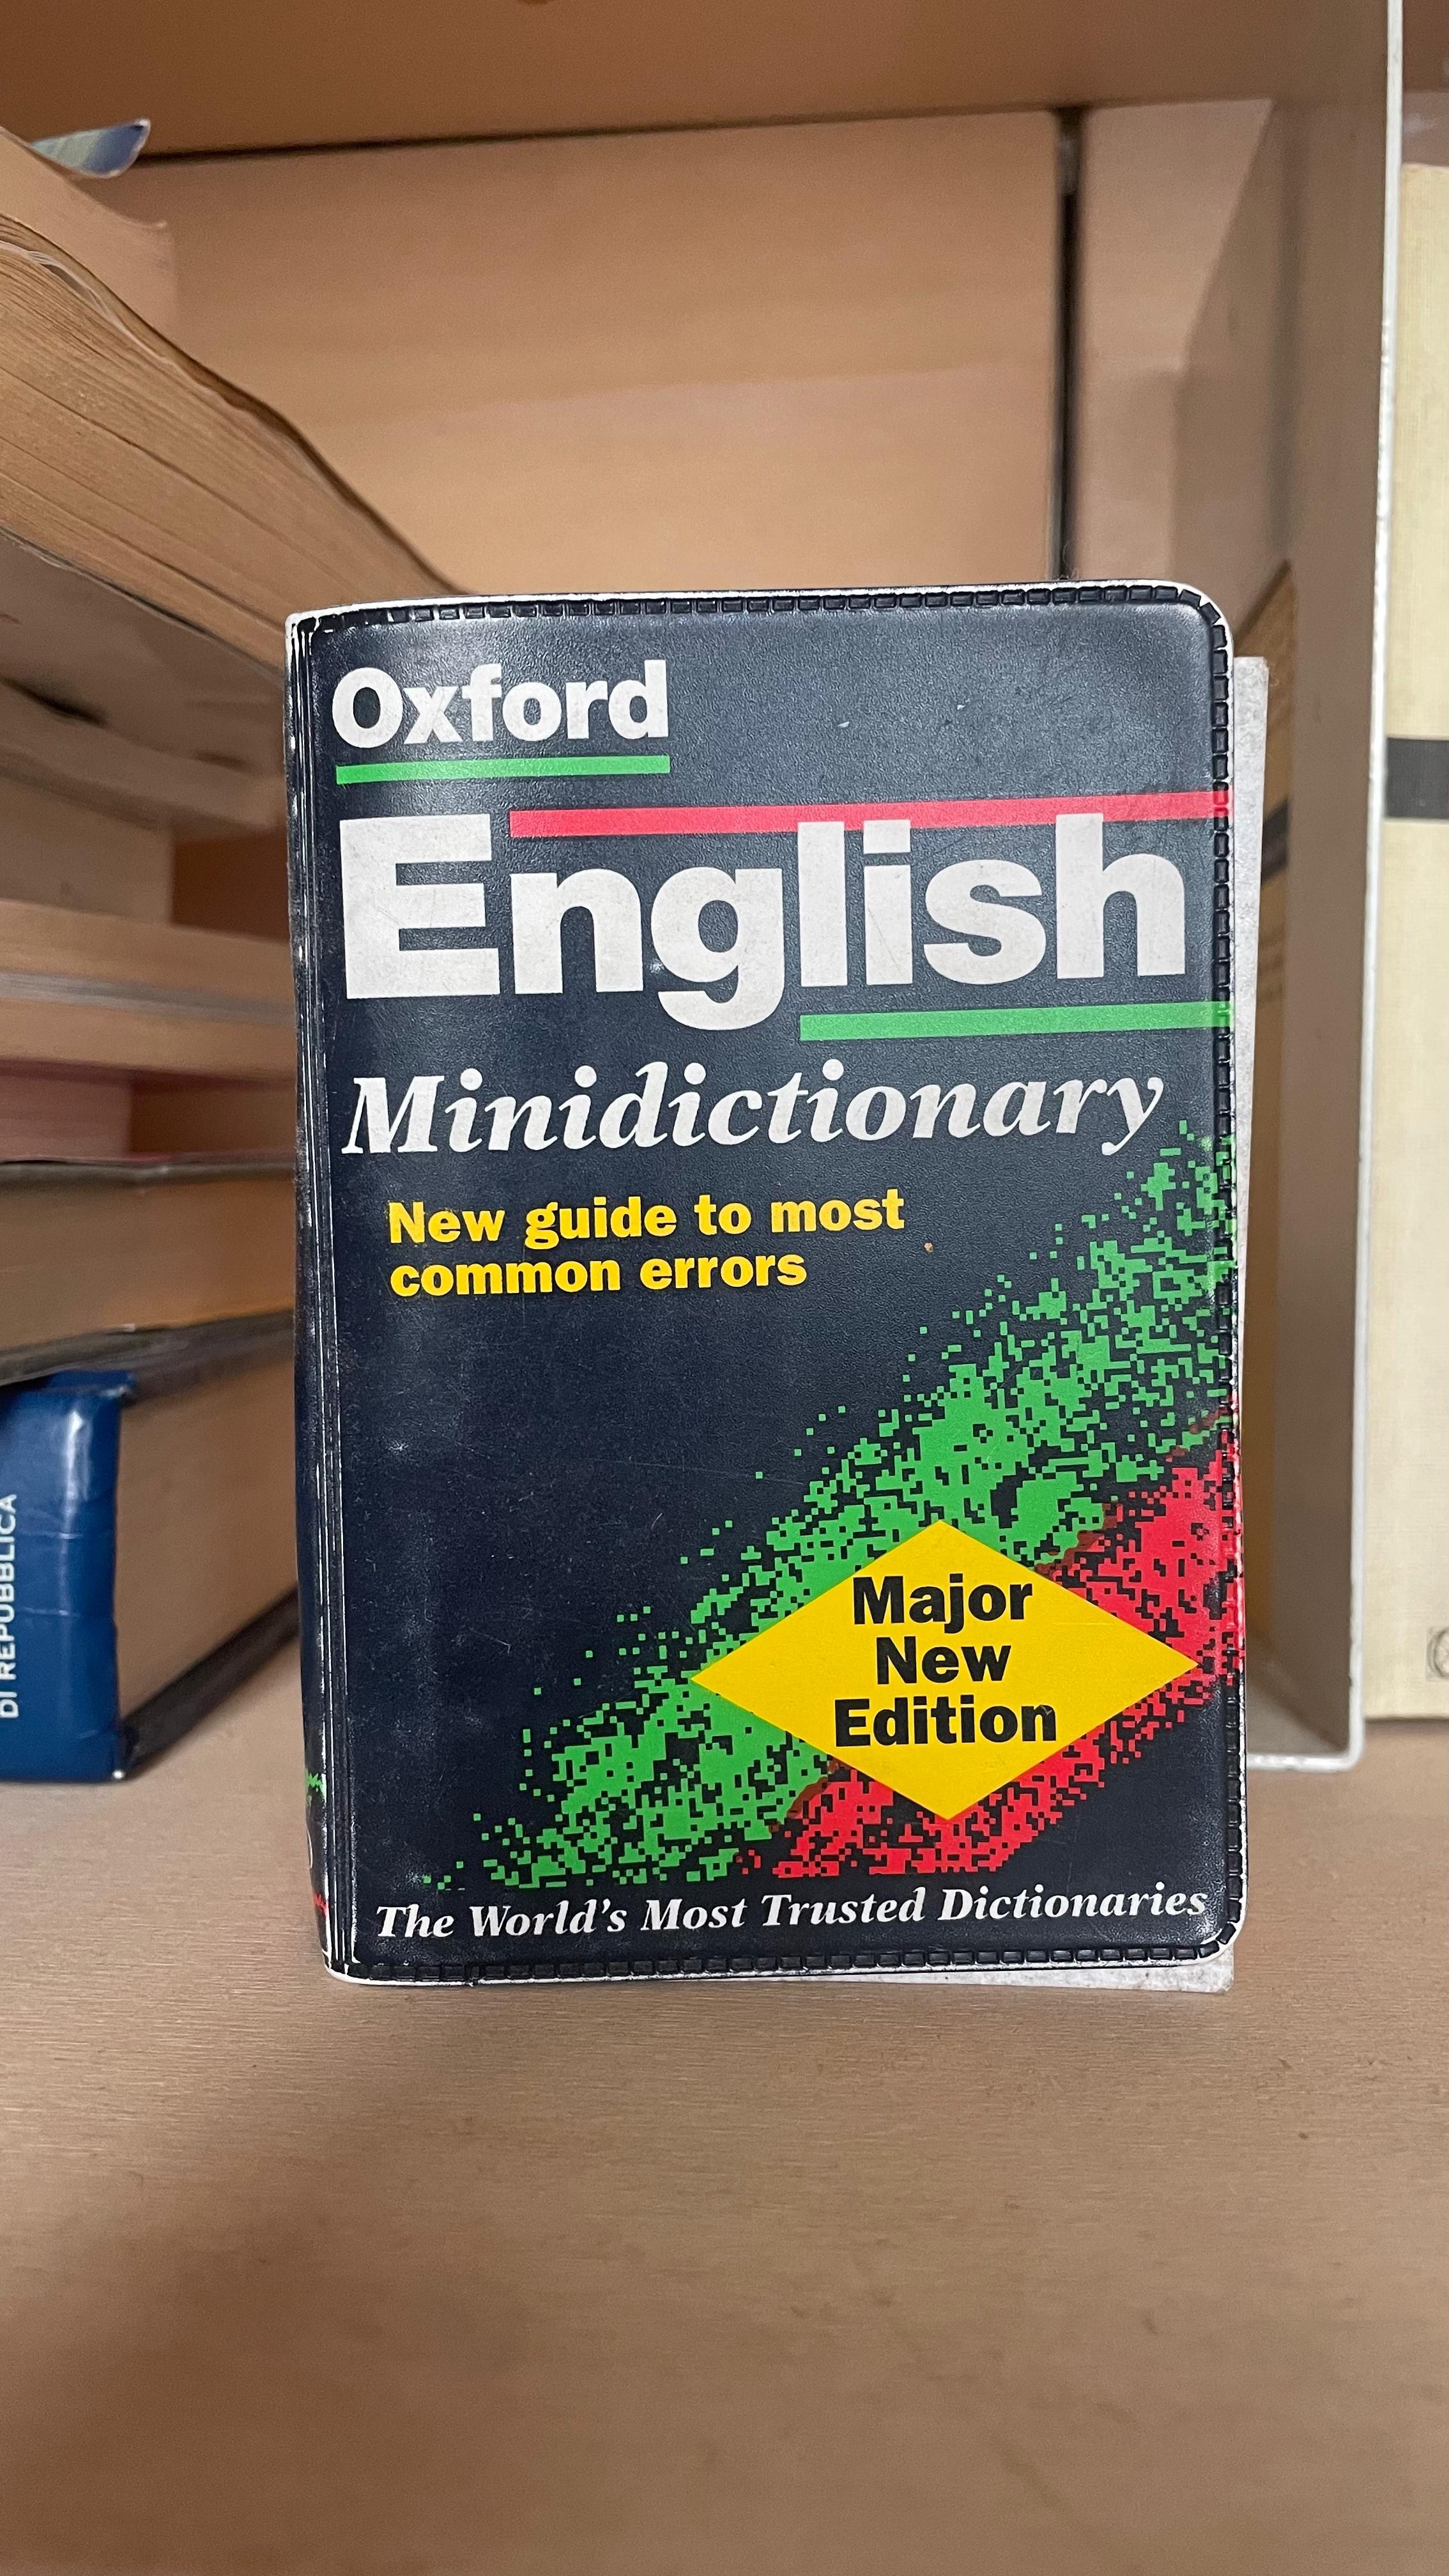 Oxford
English
Minidictionary
New guide to most
common errors
Major
New
Edition
The World's Most Trusted Dictionaries
DI REPUBBLICA